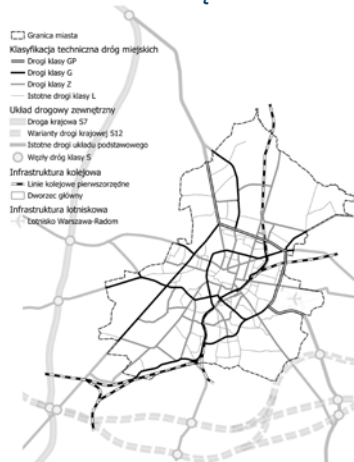 Granica miasta
Klasyfikacja techniczna dróg miejskich
Drogi klasy GP
Drogi klasy G
Drogi klasy Z
Istotne drogi klasy L
Układ drogowy zewnętrzny
Droga krajowa S7
Warianty drogi krajowej S12
Istotne drogi układu podstawowego
Węzły dróg klasy S
Infrastruktura kolejowa
Linie kolejowe pierwszorzędne
Dworzec główny
Infrastruktura lotniskowa
Lotnisko Warszawa-Radom